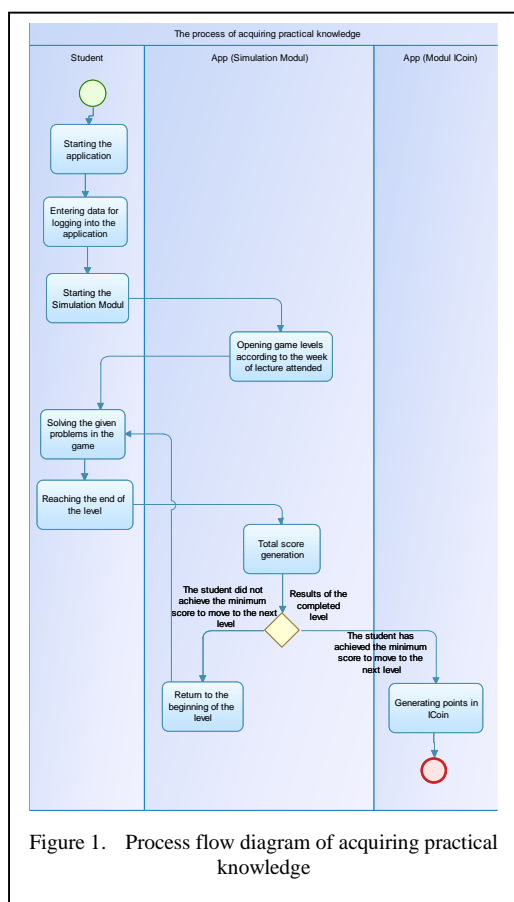 The process of acquiring practical knowledge
Student
App (Simulation Modul)
App (Modul ICoin)
Starting the
application
Entering data for
logging into the
application
Starting the
Simulation Modul
Opening game levels
according to the week
of lecture attended
Solving the given
problems in the
game
Reaching the end of
the level
Total score
generation
The student did not
achieve the minimum
score to move to the next
level
Results of the
completed
level
The student has
achieved the minimum
score to move to the
next level
Return to the
beginning of the
level
Generating points in
ICoin
Figure 1. Process flow diagram of acquiring practical
knowledge